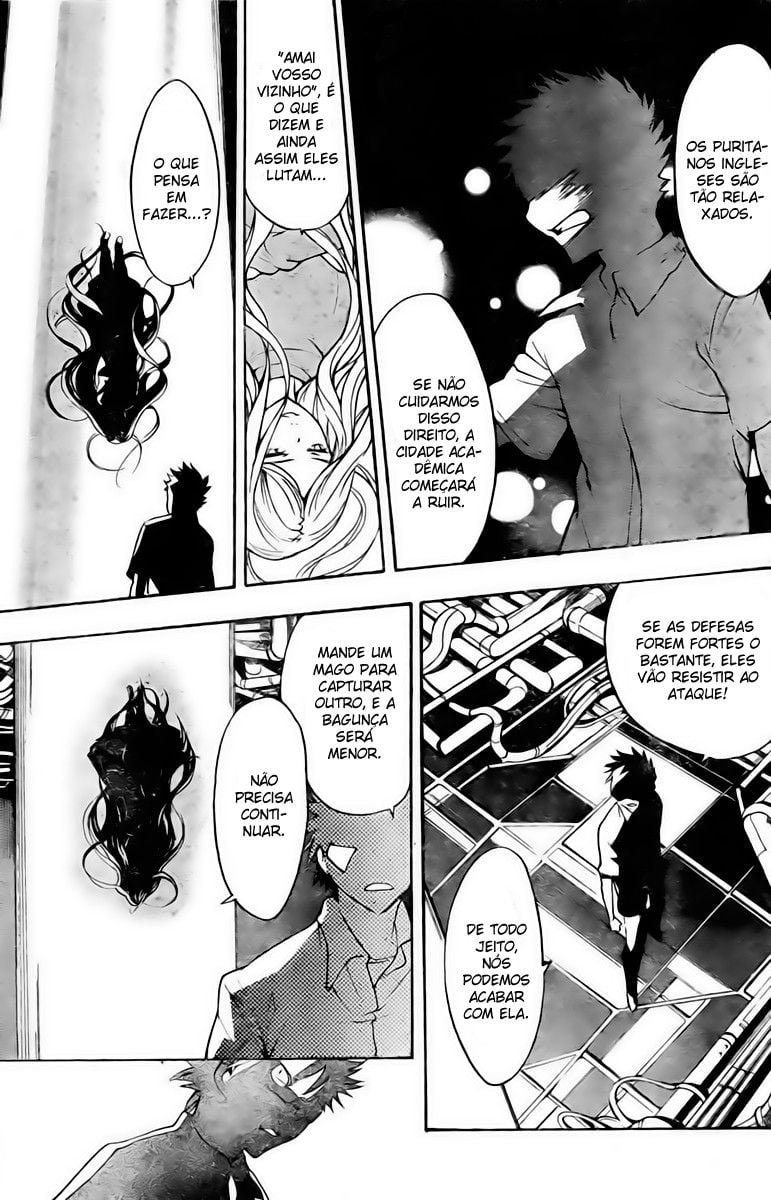 OS PURITA-
NOS INGLE-
SES SÃO
TÃO RELA-
XADOS.
SE NÃO
CUIDARMOS
DISSO
DIREITO, A
CIDADE ACA-
DÊMICA
COMEÇARÁ
A RUIR.
"AMAI
VOSSO
VIZINHO", É
O QUE
DIZEM E
AINDA
ASSIM ELES
LUTAM...
O QUE
PENSA
EM
FAZER...?
SE AS DEFESAS
FOREM FORTES O
BASTANTE, ELES
VÃO RESISTIR AO
ATAQUE!
DE TODO
JEITO,
NÓS
PODEMOS
ACABAR
COM ELA.
MANDE UM
MAGO PARA
CAPTURAR
OUTRO, E A
BAGUNÇA
SERÁ
MENOR.
NÃO
PRECISA
CONTI-
NUAR.